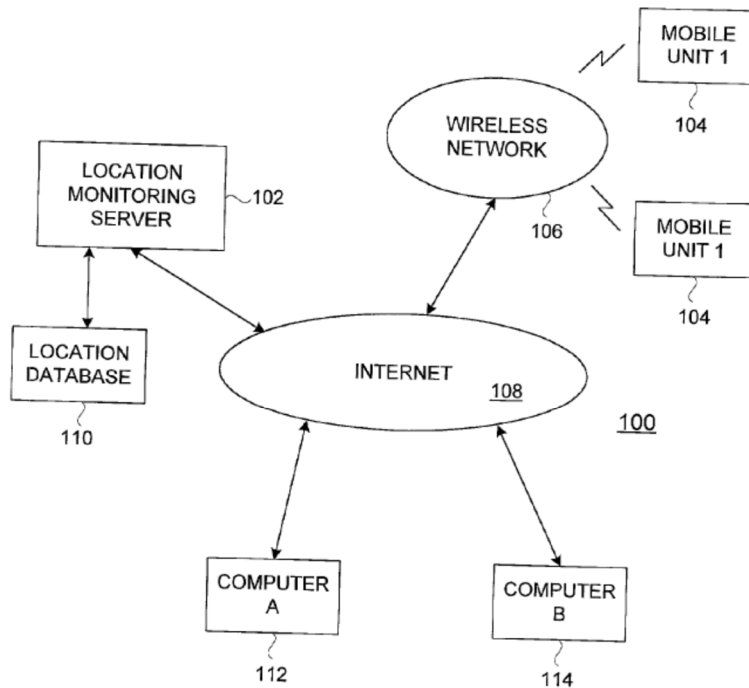 MOBILE
UNIT 1
104
WIRELESS
NETWORK
106
LOCATION
MONITORING
SERVER
102
MOBILE
UNIT 1
104
LOCATION
DATABASE
110
INTERNET
108
100
COMPUTER
A
112
COMPUTER
B
114